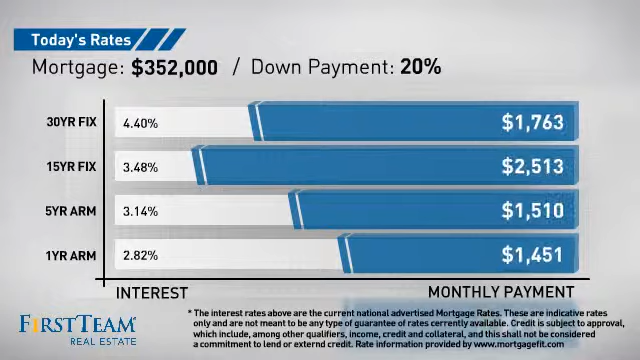 Today's Rates
Mortgage: $352,000 / Down Payment: 20%
30YR FIX 4.40% $1,763
15YR FIX 3.48% $2,513
5YR ARM 3.14% $1,510
1YR ARM 2.82% $1,451
INTEREST MONTHLY PAYMENT
FIRSTTEAM®
REAL ESTATE
* The interest rates above are the current national advertised Mortgage Rates. These are indicative rates
only and are not meant to be any type of guarantee of rates cerrently available. Credit is subject to approval,
which include, among other qualifiers, income, credit and collateral, and this shall not be considered
a commitment to lend or externd credit. Rate information provided by www.mortgagefit.com